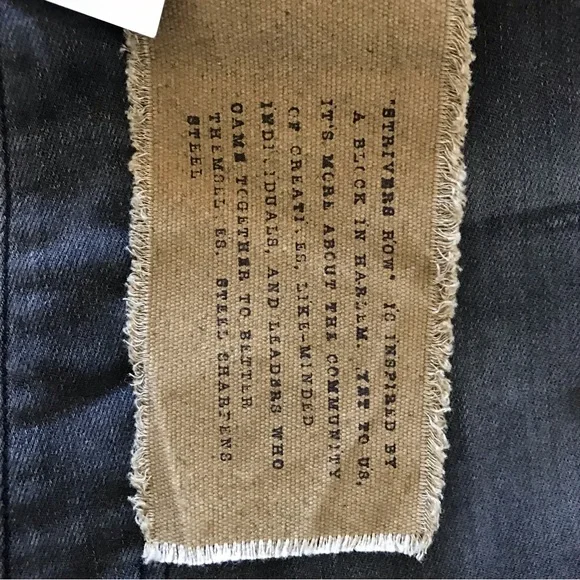 "STRIVERS ROW" IS INSPIRED BY
A BLOCK IN HARLEM. YET TO US,
IT'S MORE ABOUT THE COMMUNITY
OF CREATIVES, LIKE-MINDED
INDIVIDUALS, AND LEADERS WHO
CAME TOGETHER TO BETTER
THEMSELVES. STEEL SHARPENS
STEEL